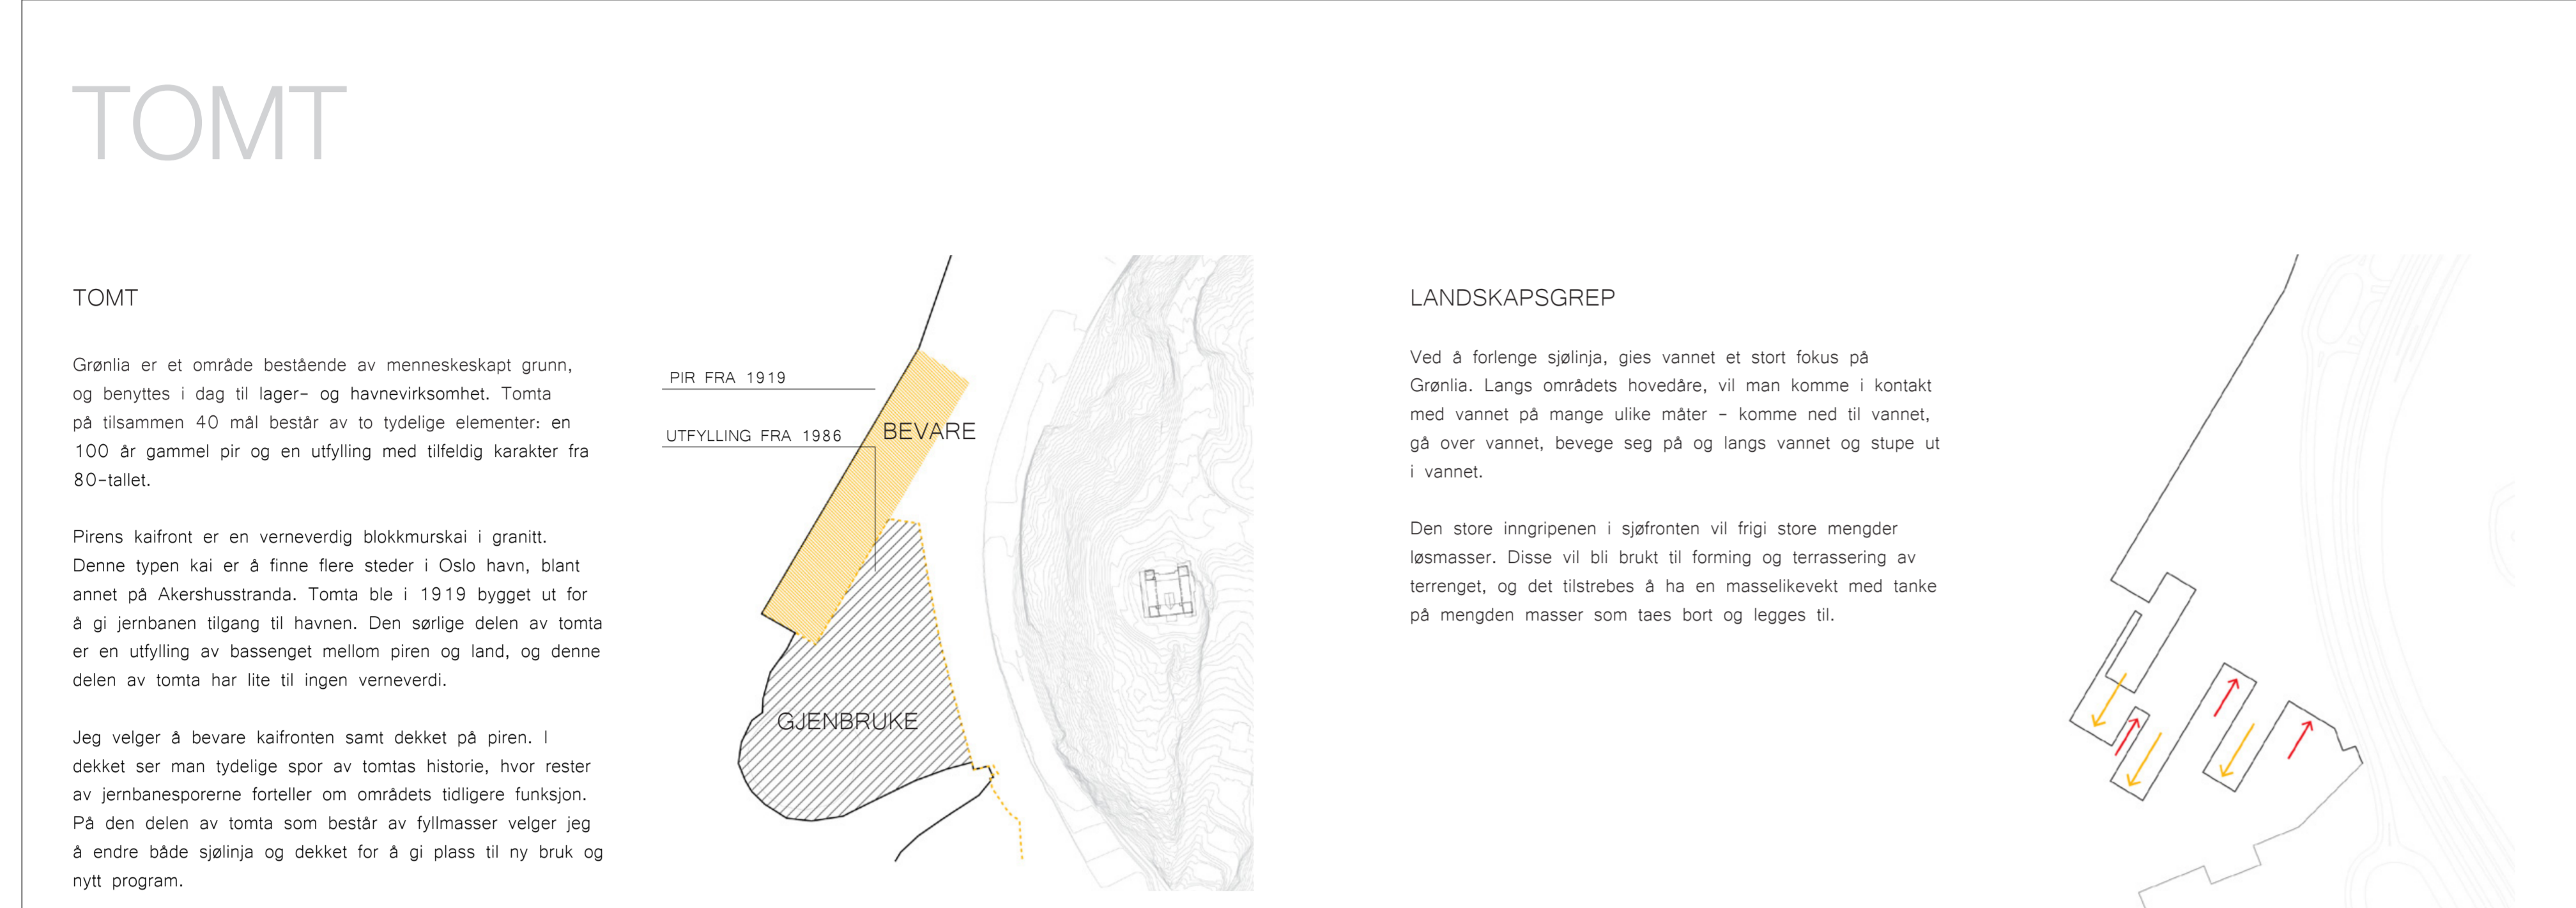 TOMT
TOMT
Grønlia er et område bestående av menneskeskapt grunn,
og benyttes i dag til lager- og havnevirksomhet. Tomta
på tilsammen 40 mål består av to tydelige elementer: en
100 år gammel pir og en utfylling med tilfeldig karakter fra
80-tallet.
Pirens kaifront er en verneverdig blokkmurskai i granitt.
Denne typen kai er å finne flere steder i Oslo havn, blant
annet på Akershusstranda. Tomta ble i 1919 bygget ut for
å gi jernbanen tilgang til havnen. Den sørlige delen av tomta
er en utfylling av bassenget mellom piren og land, og denne
delen av tomta har lite til ingen verneverdi.
Jeg velger å bevare kaifronten samt dekket på piren. I
dekket ser man tydelige spor av tomtas historie, hvor rester
av jernbanesporerne forteller om områdets tidligere funksjon.
På den delen av tomta som består av fyllmasser velger jeg
å endre både sjølinja og dekket for å gi plass til ny bruk og
nytt program.
PIR FRA 1919
UTFYLLING FRA 1986
BEVARE
GJENBRUKE
LANDSKAPSGREP
Ved å forlenge sjølinja, gies vannet et stort fokus på
Grønlia. Langs områdets hovedåre, vil man komme i kontakt
med vannet på mange ulike måter - komme ned til vannet,
gå over vannet, bevege seg på og langs vannet og stupe ut
i vannet.
Den store inngripenen i sjøfronten vil frigi store mengder
løsmasser. Disse vil bli brukt til forming og terrassering av
terrenget, og det tilstrebes å ha en masselikevekt med tanke
på mengden masser som taes bort og legges til.